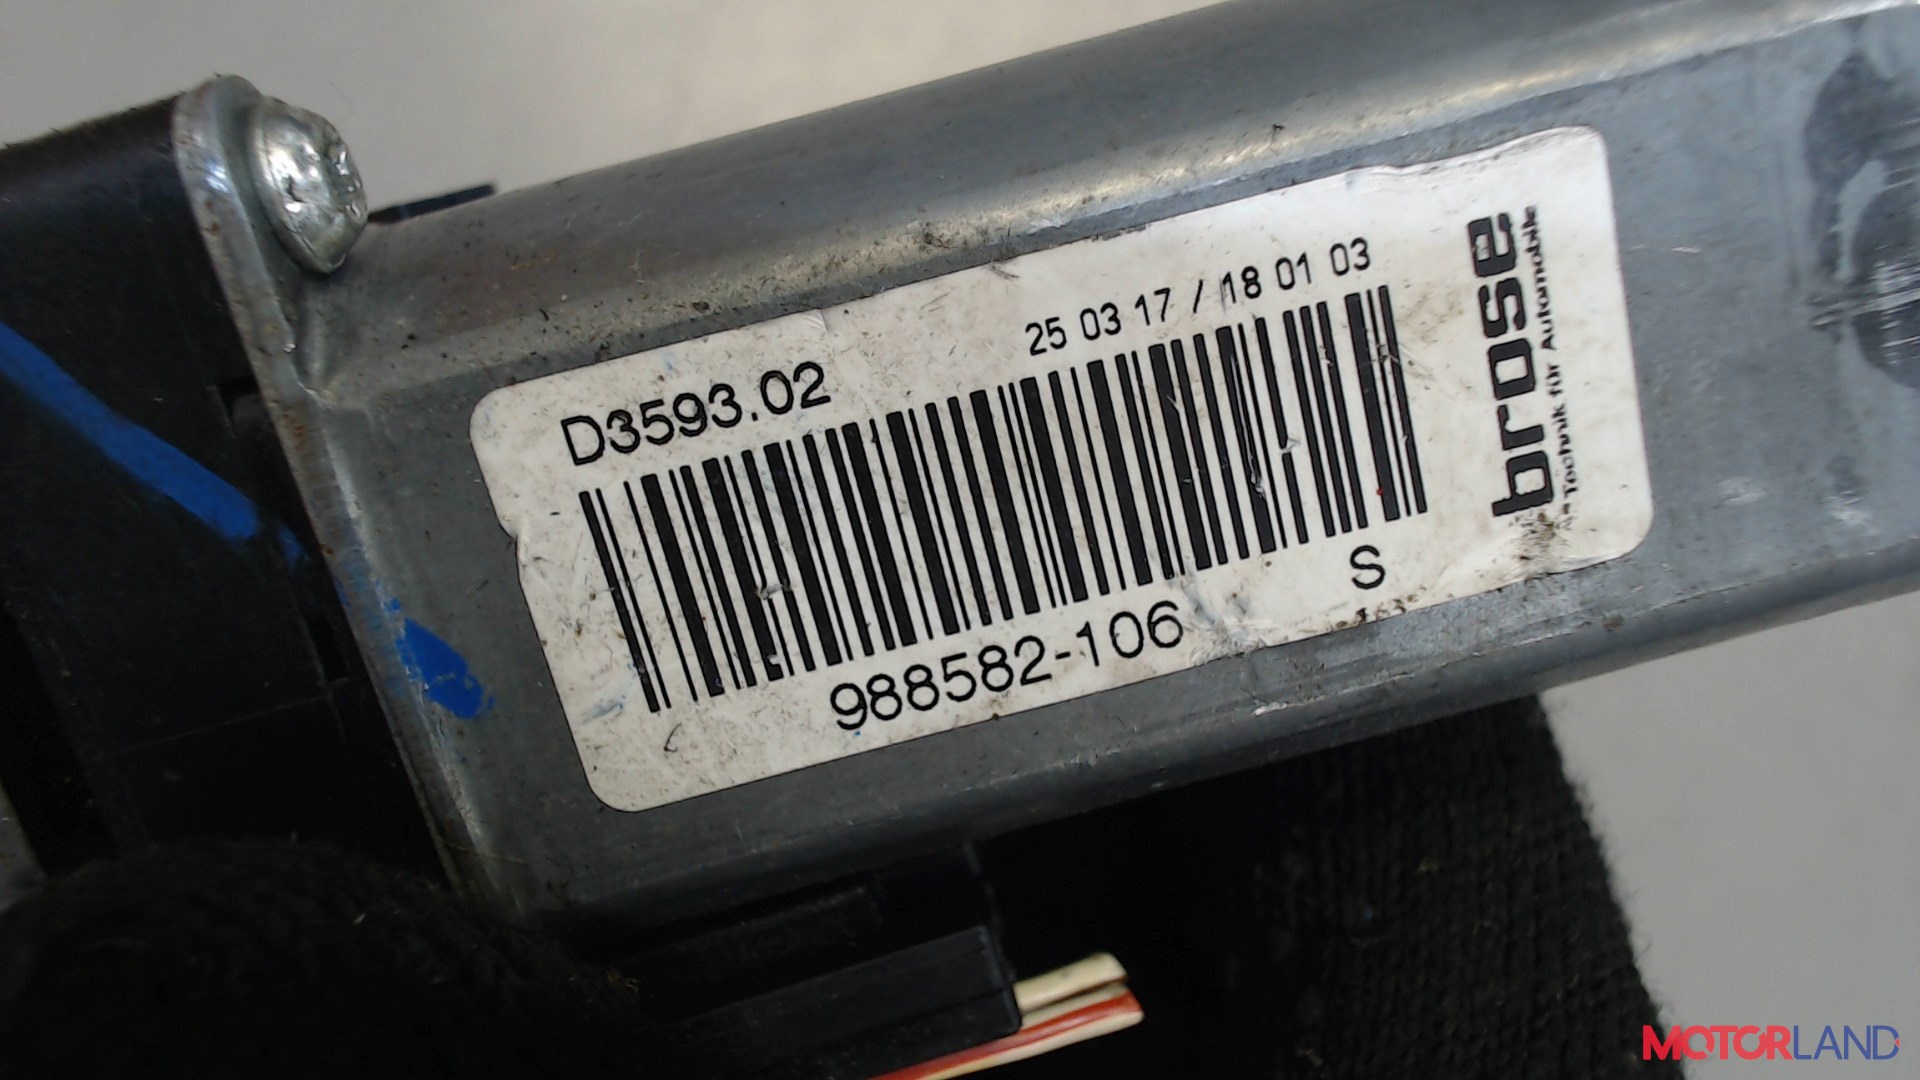 D3593.02
25 03 17 / 18 01 03
988582-106
S
brose
Technik für Automobile
MOTORLAND